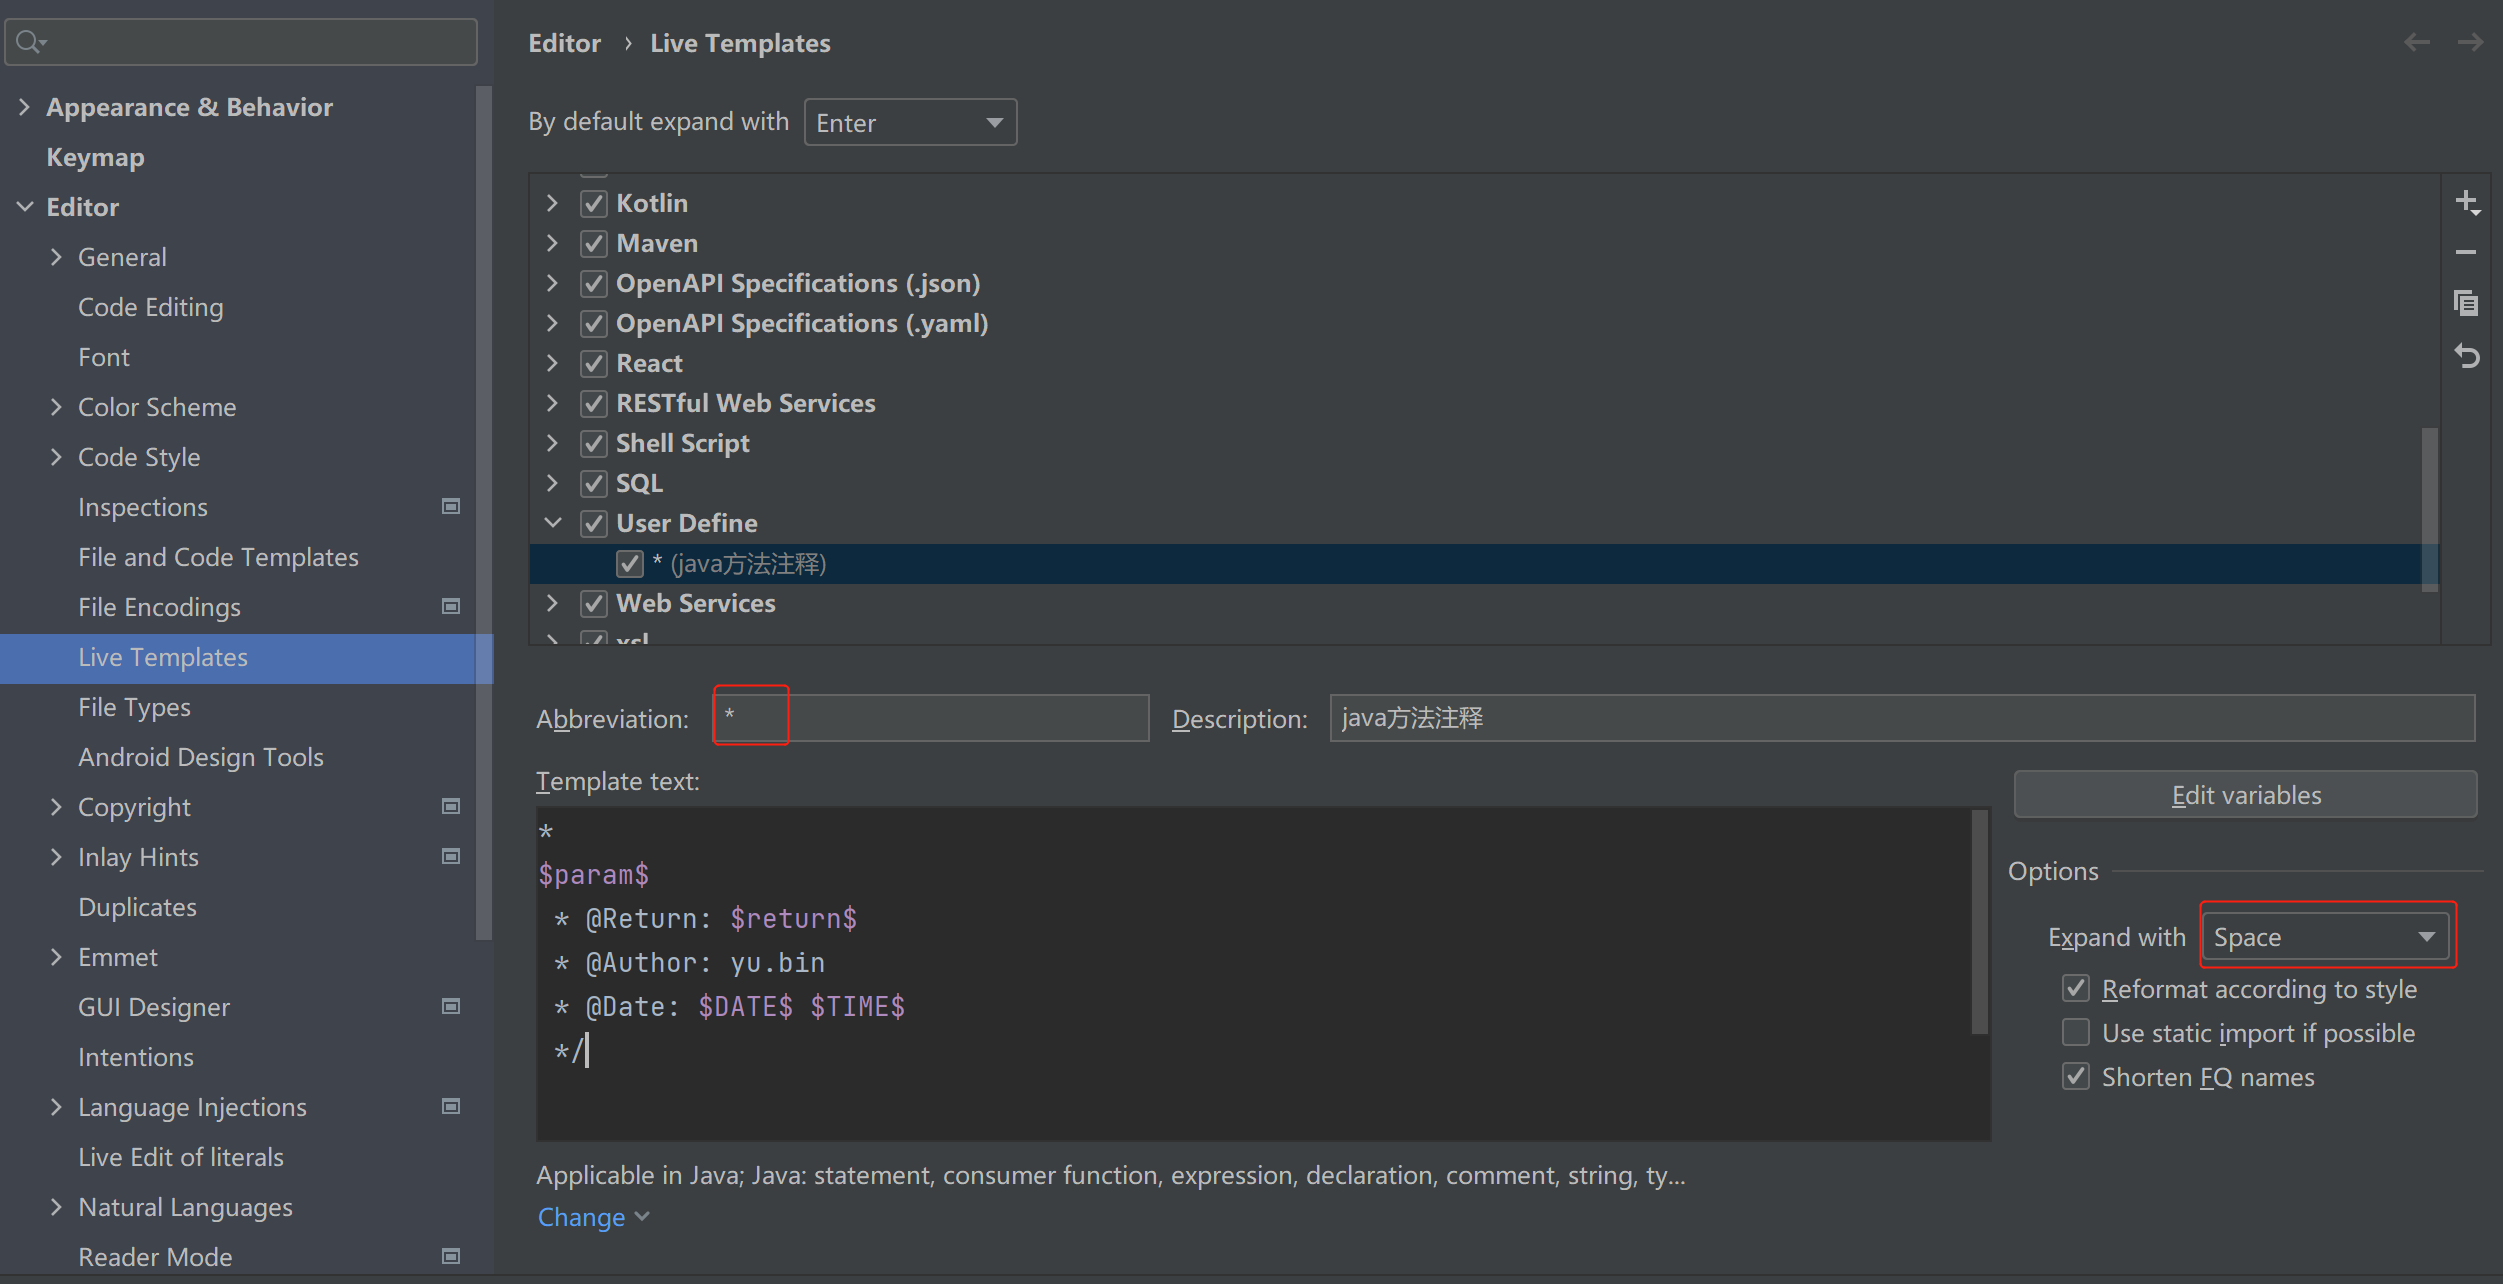 Editor › Live Templates
Appearance & Behavior
Keymap
Editor
General
Code Editing
Font
Color Scheme
Code Style
Inspections
File and Code Templates
File Encodings
Live Templates
File Types
Android Design Tools
Copyright
Inlay Hints
Duplicates
Emmet
GUI Designer
Intentions
Language Injections
Live Edit of literals
Natural Languages
Reader Mode
By default expand with Enter
Kotlin
Maven
OpenAPI Specifications (.json)
OpenAPI Specifications (.yaml)
React
RESTful Web Services
Shell Script
SQL
User Define
* (java方法注释)
Web Services
xsl
Abbreviation: * Description: java方法注释
Template text:
*
$param$
* @Return: $return$
* @Author: yu.bin
* @Date: $DATE$ $TIME$
*/
Edit variables
Options
Expand with Space
Reformat according to style
Use static import if possible
Shorten FQ names
Applicable in Java; Java: statement, consumer function, expression, declaration, comment, string, ty...
Change